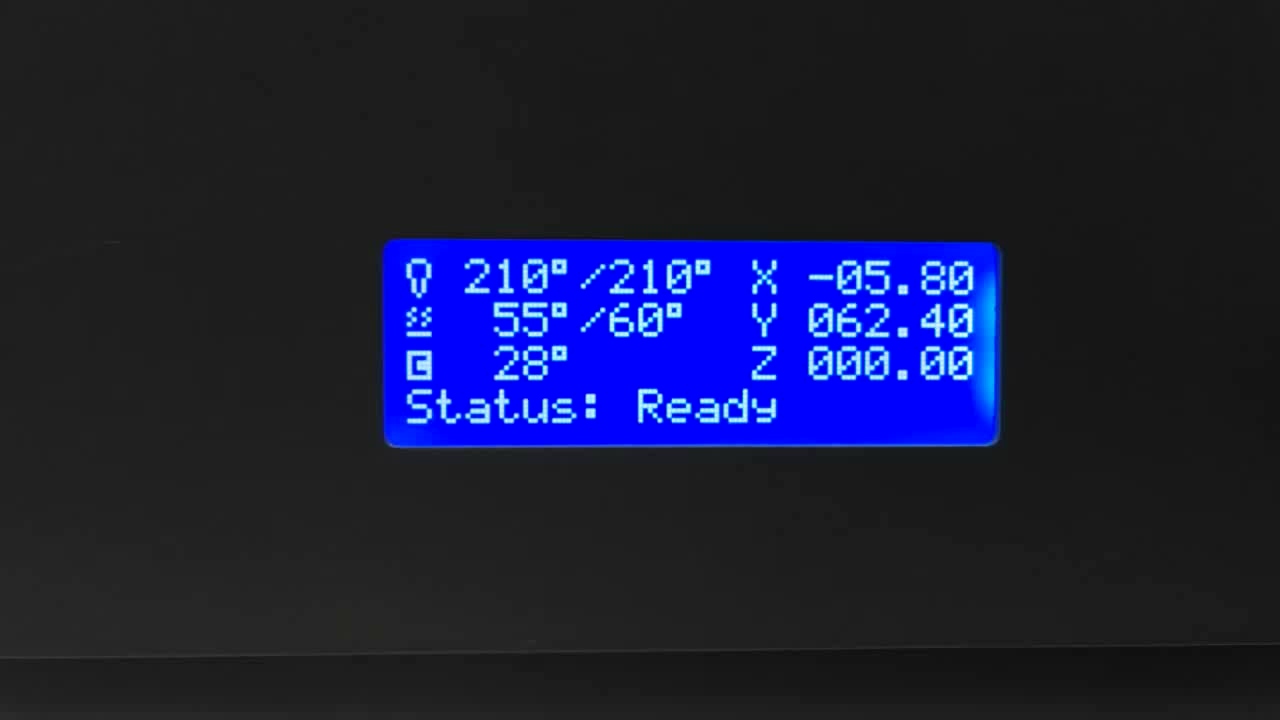 210°/210° X -05.80
55°/60° Y 062.40
C 28° Z 000.00
Status: Ready